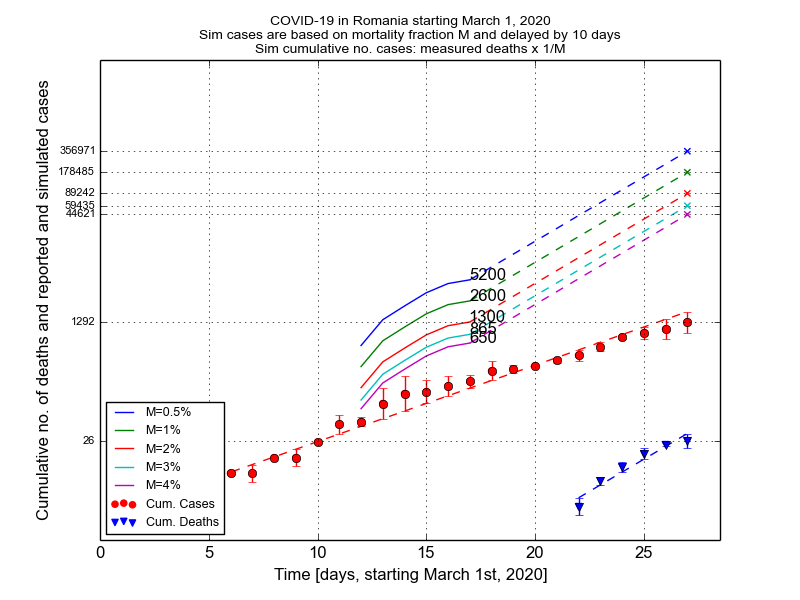 COVID-19 in Romania starting March 1, 2020
Sim cases are based on mortality fraction M and delayed by 10 days
Sim cumulative no. cases: measured deaths x 1/M
Cumulative no. of deaths and reported and simulated cases
356971
178485
89242
59435
44621
1292
26
5200
2600
1300
865
650
M=0.5%
M=1%
M=2%
M=3%
M=4%
Cum. Cases
Cum. Deaths
0 5 10 15 20 25
Time [days, starting March 1st, 2020]